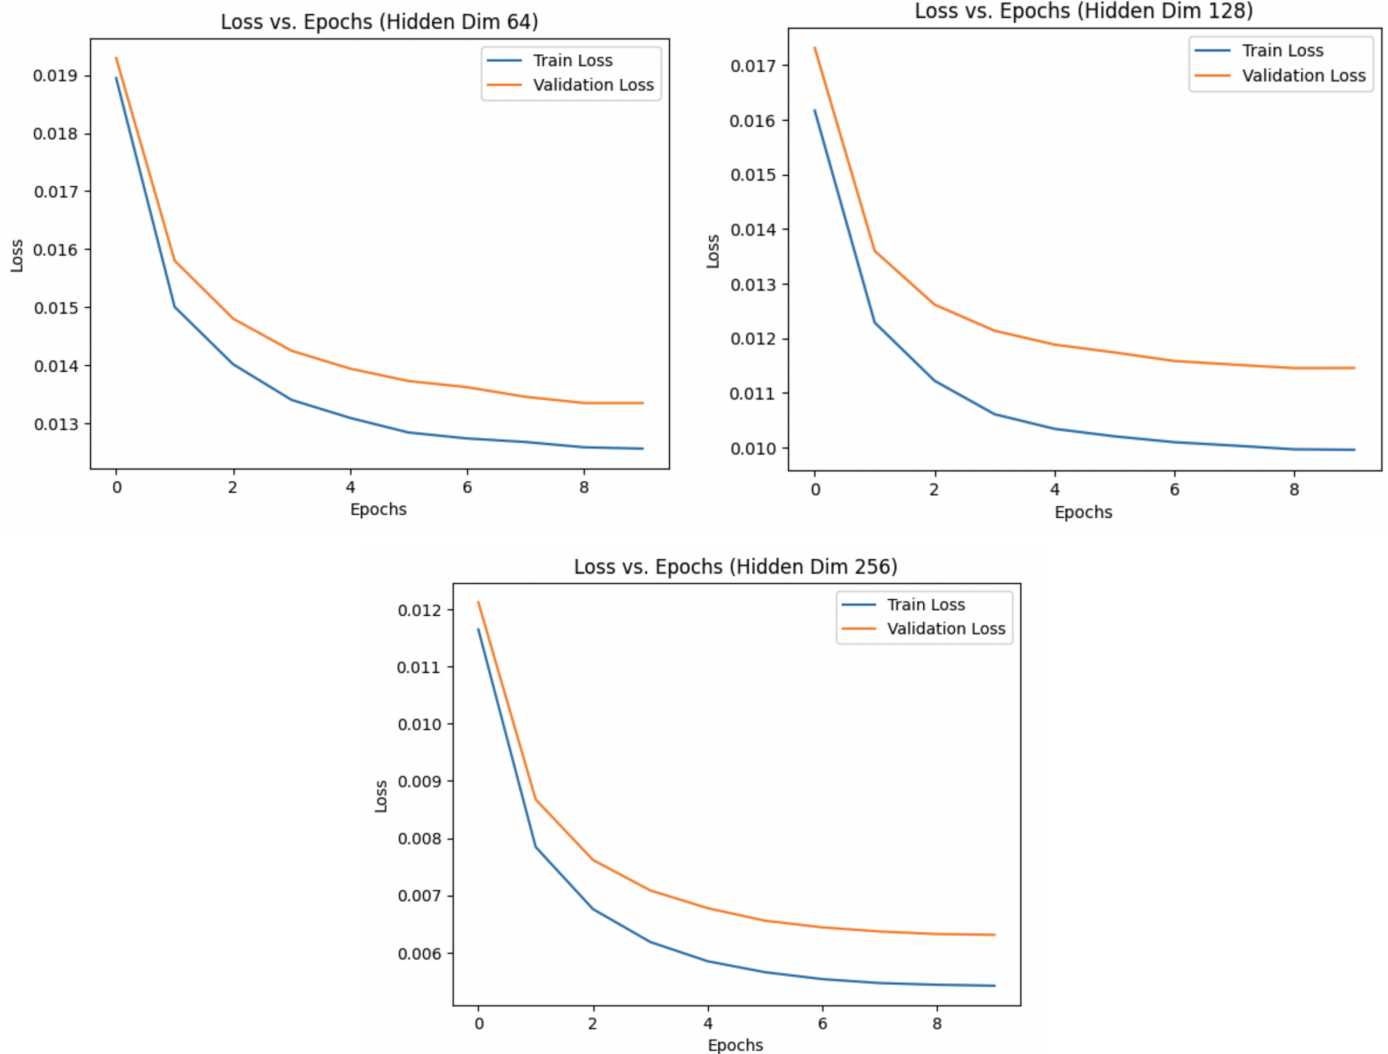 Loss vs. Epochs (Hidden Dim 64)
Train Loss
Validation Loss
0.019
0.018
0.017
0.016
0.015
0.014
0.013
Loss
0 2 4 6 8
Epochs
Loss vs. Epochs (Hidden Dim 128)
Train Loss
Validation Loss
0.017
0.016
0.015
0.014
0.013
0.012
0.011
0.010
Loss
0 2 4 6 8
Epochs
Loss vs. Epochs (Hidden Dim 256)
Train Loss
Validation Loss
0.012
0.011
0.010
0.009
0.008
0.007
0.006
Loss
0 2 4 6 8
Epochs